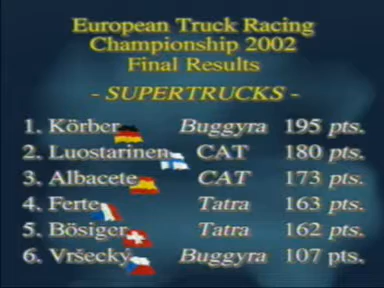 European Truck Racing
Championship 2002
Final Results
- SUPERTRUCKS -
1. Körber Buggyra 195 pts.
2. Luostarinen CAT 180 pts.
3. Albacete CAT 173 pts.
4. Ferte Tatra 163 pts.
5. Bösiger Tatra 162 pts.
6. Vršecký Buggyra 107 pts.